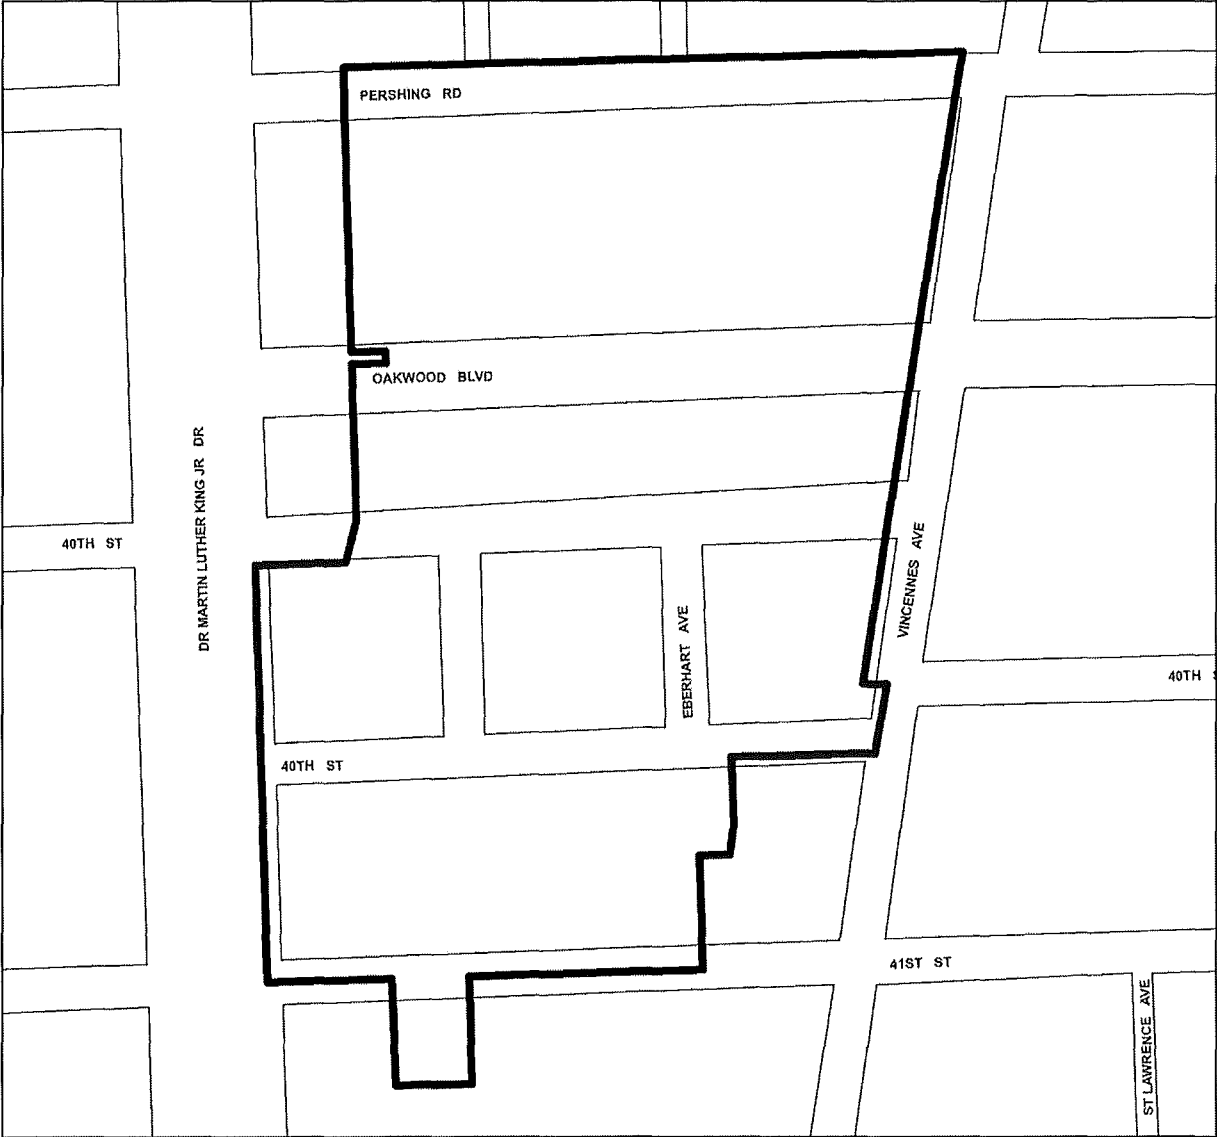 PERSHING RD
OAKWOOD BLVD
DR MARTIN LUTHER KING JR DR
40TH ST
VINCENNES AVE
EBERHART AVE
40TH S
40TH ST
41ST ST
ST LAWRENCE AVE